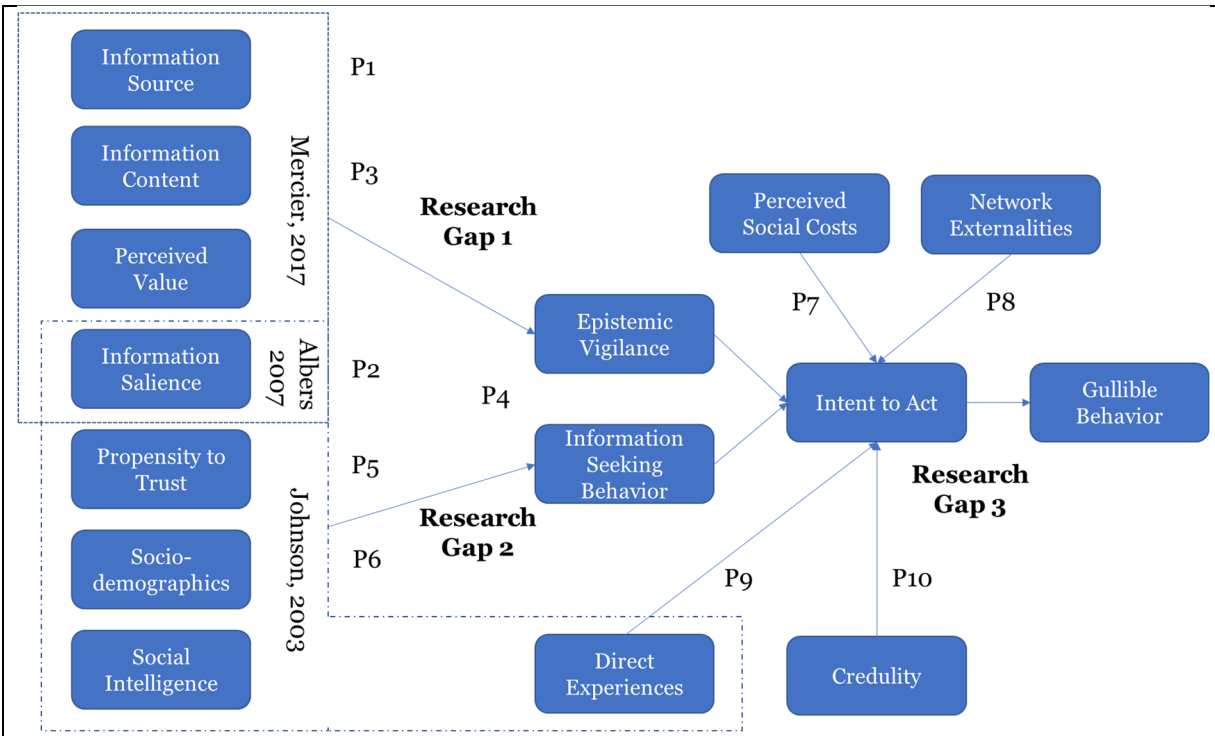 Information
Source
Information
Content
Perceived
Value
Mercier, 2017
Information
Salience
Albers
2007
Propensity to
Trust
Socio-
demographics
Social
Intelligence
Johnson, 2003
P1
P3
Research
Gap 1
P2
P4
P5
Research
Gap 2
P6
Epistemic
Vigilance
Information
Seeking
Behavior
Direct
Experiences
Perceived
Social Costs
Network
Externalities
P7
P8
Intent to Act
Gullible
Behavior
Research
Gap 3
P9
P10
Credulity